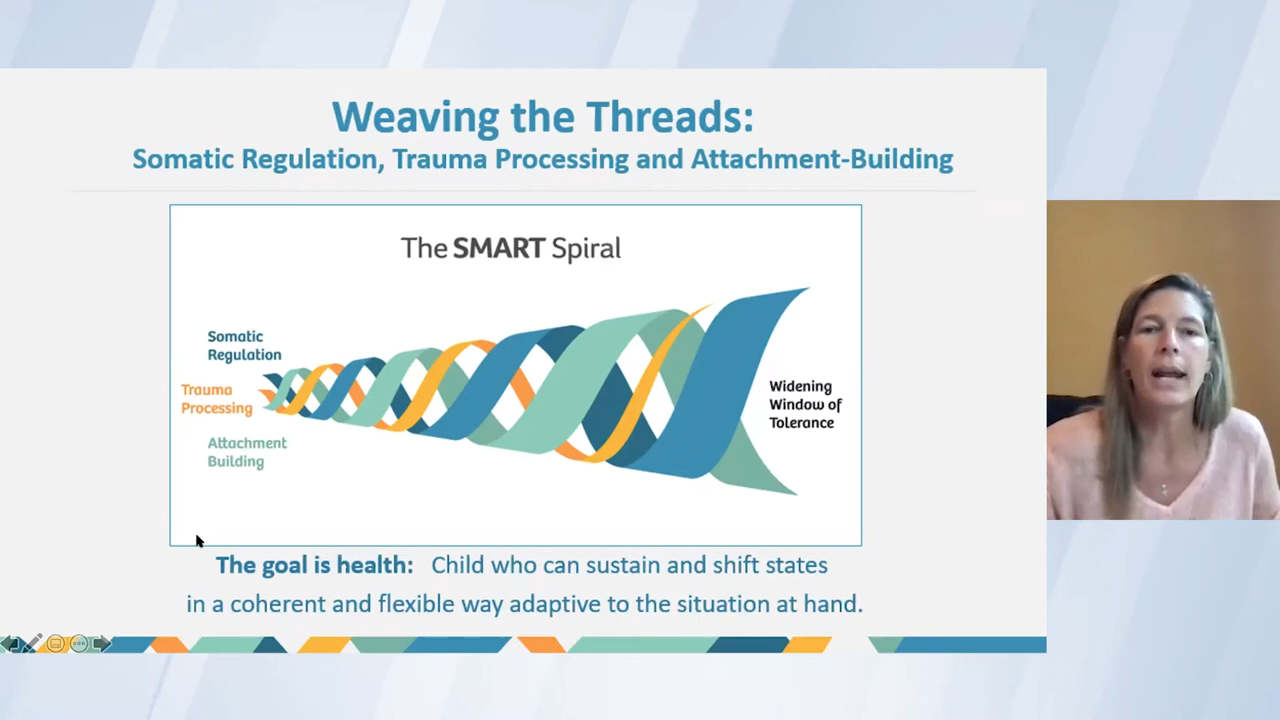 Weaving the Threads:
Somatic Regulation, Trauma Processing and Attachment-Building
The SMART Spiral
Somatic
Regulation
Trauma
Processing
Attachment
Building
Widening
Window of
Tolerance
The goal is health: Child who can sustain and shift states
in a coherent and flexible way adaptive to the situation at hand.